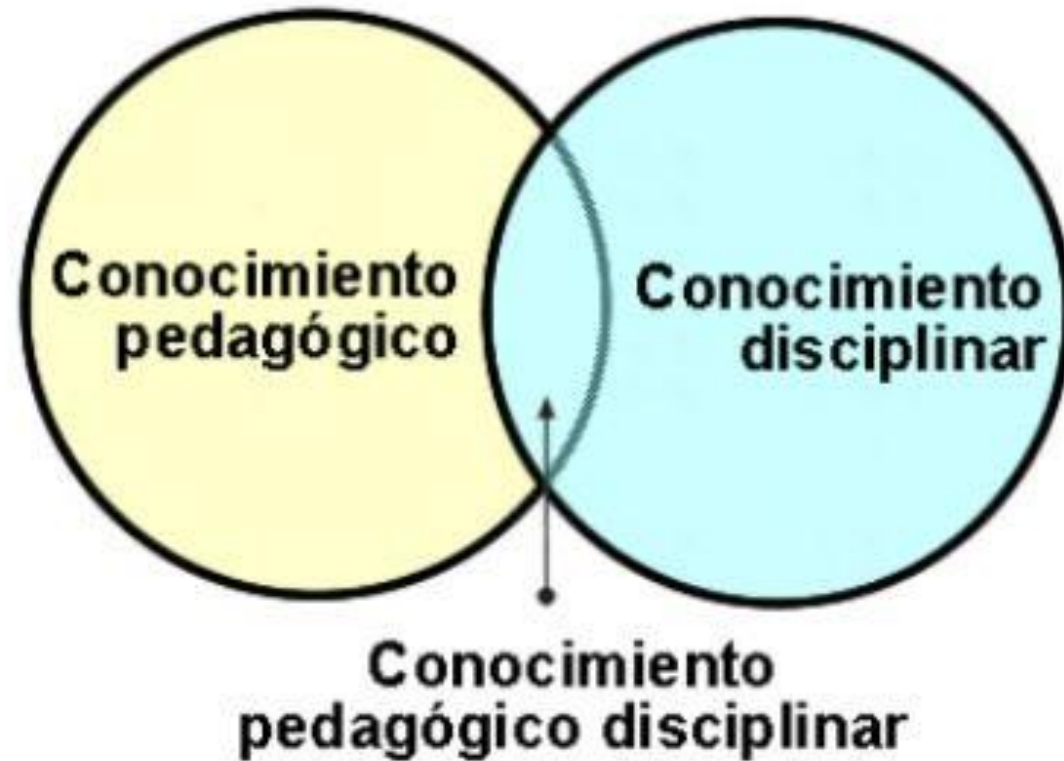 Conocimiento
pedagógico
Conocimiento
disciplinar
Conocimiento
pedagógico disciplinar